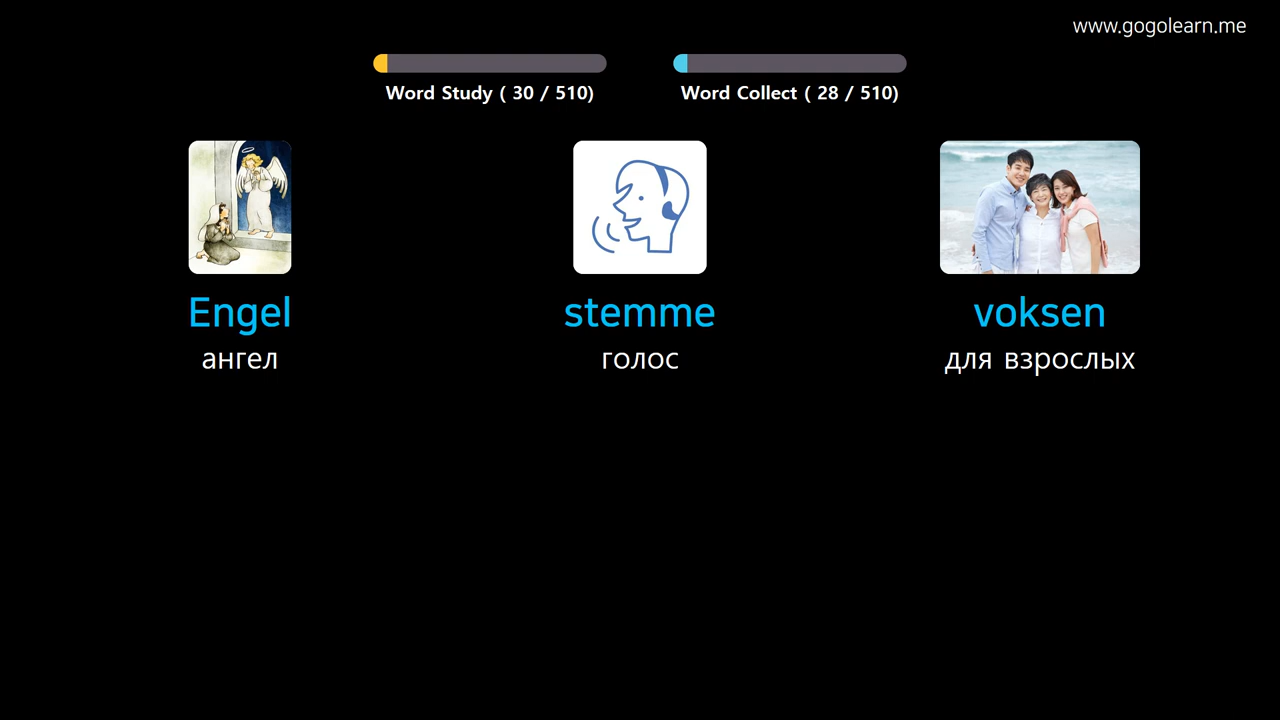 www.gogolearn.me
Word Study ( 30 / 510)
Word Collect ( 28 / 510)
Engel
ангел
stemme
голос
voksen
для взрослых